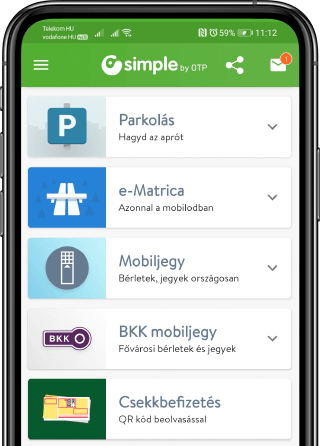 Telekom HU
vodafone HU
59%
11:12
simple by OTP
1
P
Parkolás
Hagyd az aprót
e-Matrica
Azonnal a mobilodban
Mobiljegy
Bérletek, jegyek országosan
BKK
BKK mobiljegy
Fővárosi bérletek és jegyek
Csekkbefizetés
QR kód beolvasással